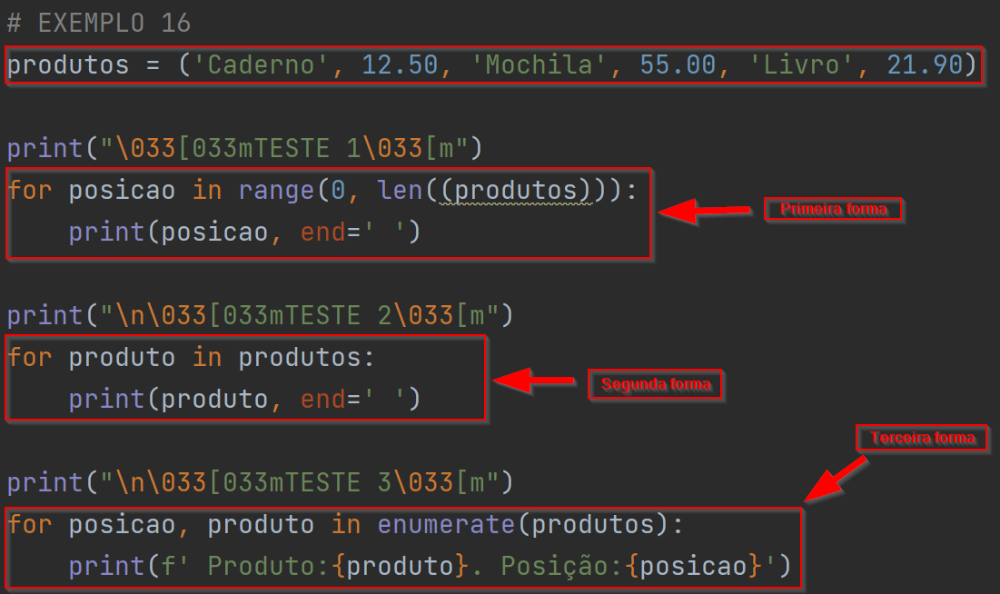 # EXEMPLO 16
produtos = ('Caderno', 12.50, 'Mochila', 55.00, 'Livro', 21.90)
print("\033[033mTESTE 1\033[m")
for posicao in range(0, len((produtos))):
print(posicao, end=' ')
Primeira forma
print("\n\033[033mTESTE 2\033[m")
for produto in produtos:
print(produto, end=' ')
Segunda forma
Terceira forma
print("\n\033[033mTESTE 3\033[m")
for posicao, produto in enumerate(produtos):
print(f' Produto:{produto}. Posição:{posicao}')